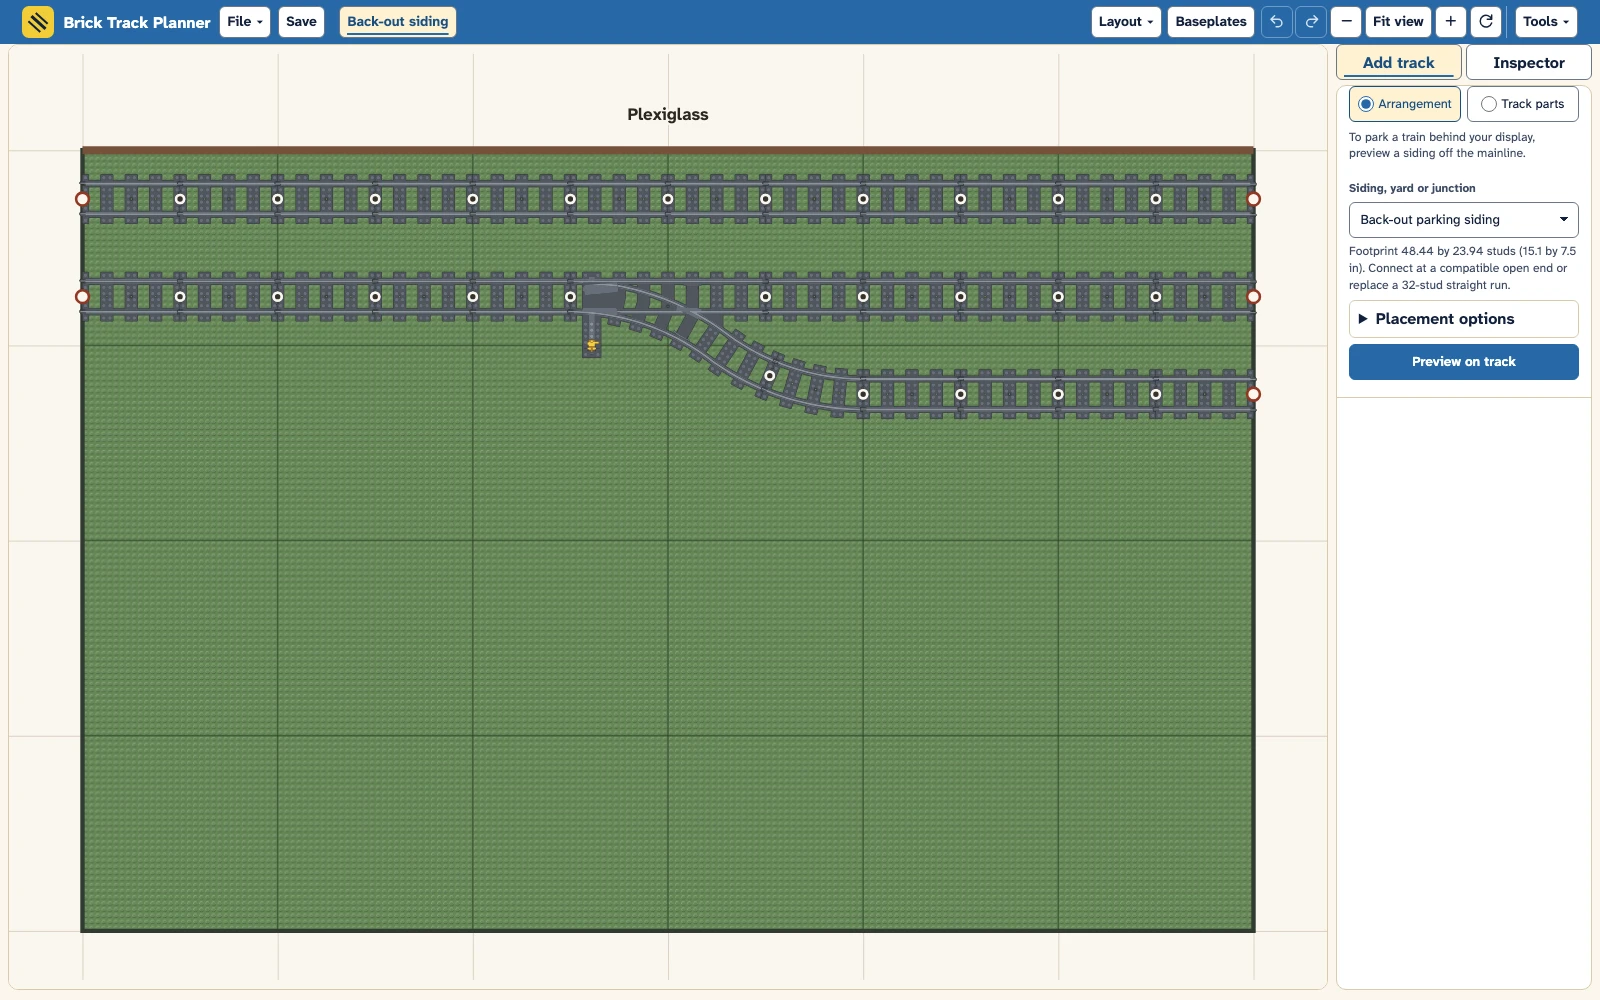 Brick Track Planner
File
Save
Back-out siding
Layout
Baseplates
Fit view
Tools
Add track
Inspector
Plexiglass
Arrangement
Track parts
To park a train behind your display,
preview a siding off the mainline.
Siding, yard or junction
Back-out parking siding
Footprint 48.44 by 23.94 studs (15.1 by 7.5
in). Connect at a compatible open end or
replace a 32-stud straight run.
Placement options
Preview on track